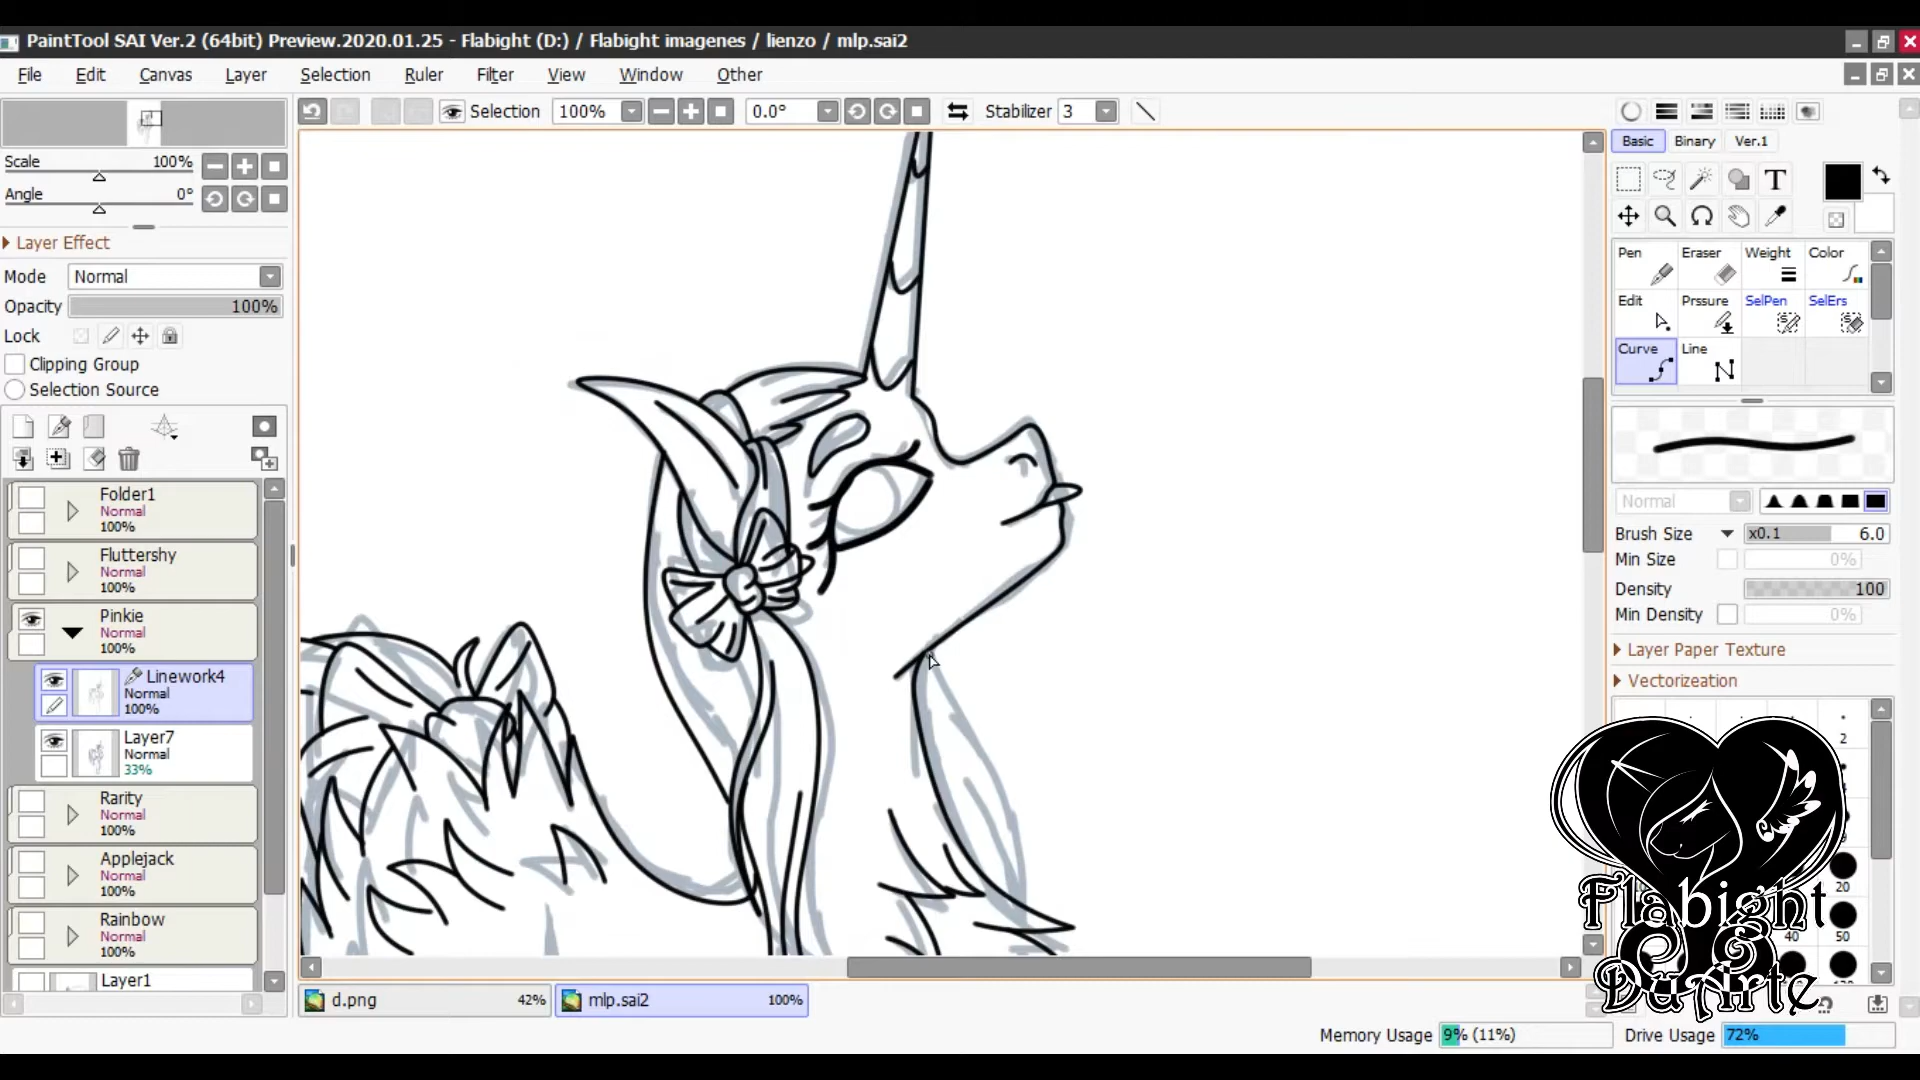 PaintTool SAI Ver.2 (64bit) Preview.2020.01.25 - Flabight (D:) / Flabight imagenes / lienzo / mlp.sai2
File Edit Canvas Layer Selection Ruler Filter View Window Other
Selection 100% 0.0° Stabilizer 3
Scale 100%
Angle 0°
Layer Effect
Mode Normal
Opacity 100%
Lock
Clipping Group
Selection Source
Folder1
Normal
100%
Fluttershy
Normal
100%
Pinkie
Normal
100%
Linework4
Normal
100%
Layer7
Normal
33%
Rarity
Normal
100%
Applejack
Normal
100%
Rainbow
Normal
100%
Layer1
d.png 42% mlp.sai2 100%
Basic Binary Ver.1
T
Pen Eraser Weight Color
Edit Prssure SelPen SelErs
Curve Line
Normal
Brush Size x0.1 6.0
Min Size 0%
Density 100
Min Density 0%
Layer Paper Texture
Vectorizeation
2
20
40 50
Flabight
DuArte
Memory Usage 9% (11%) Drive Usage 72%